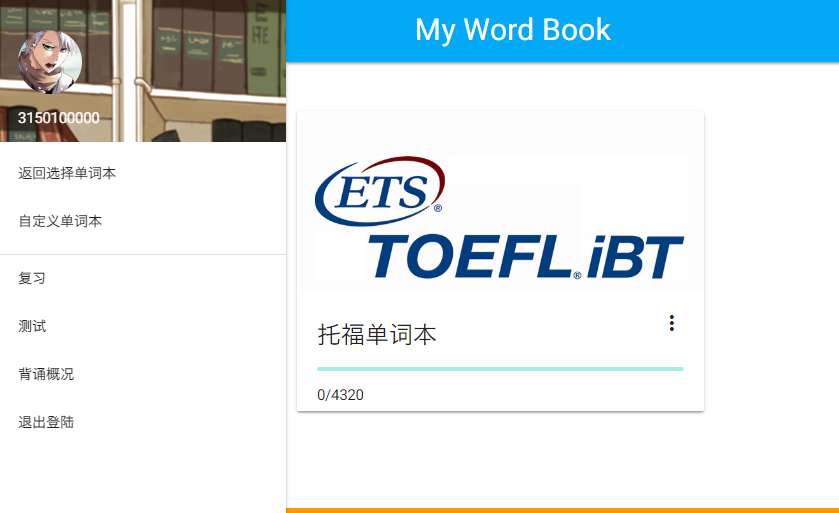 3150100000
返回选择单词本
自定义单词本
复习
测试
背诵概况
退出登陆
My Word Book
ETS®
TOEFL® iBT
托福单词本
0/4320